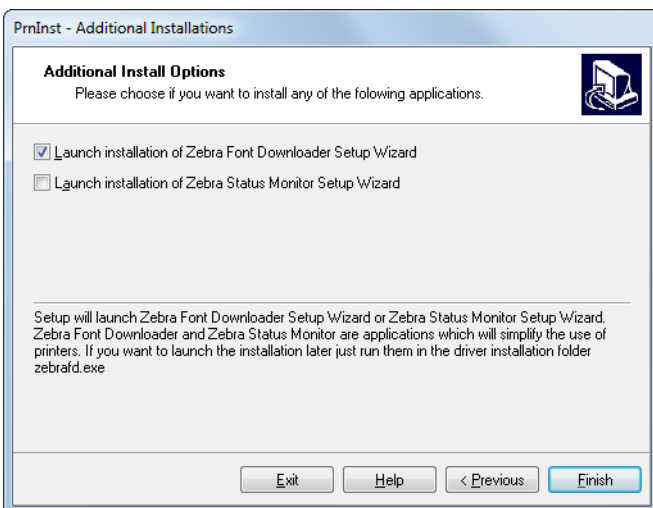 PrnInst - Additional Installations
Additional Install Options
Please choose if you want to install any of the folowing applications.
Launch installation of Zebra Font Downloader Setup Wizard
Launch installation of Zebra Status Monitor Setup Wizard
Setup will launch Zebra Font Downloader Setup Wizard or Zebra Status Monitor Setup Wizard.
Zebra Font Downloader and Zebra Status Monitor are applications which will simplify the use of
printers. If you want to launch the installation later just run them in the driver installation folder
zebrafd.exe
Exit Help < Previous Finish